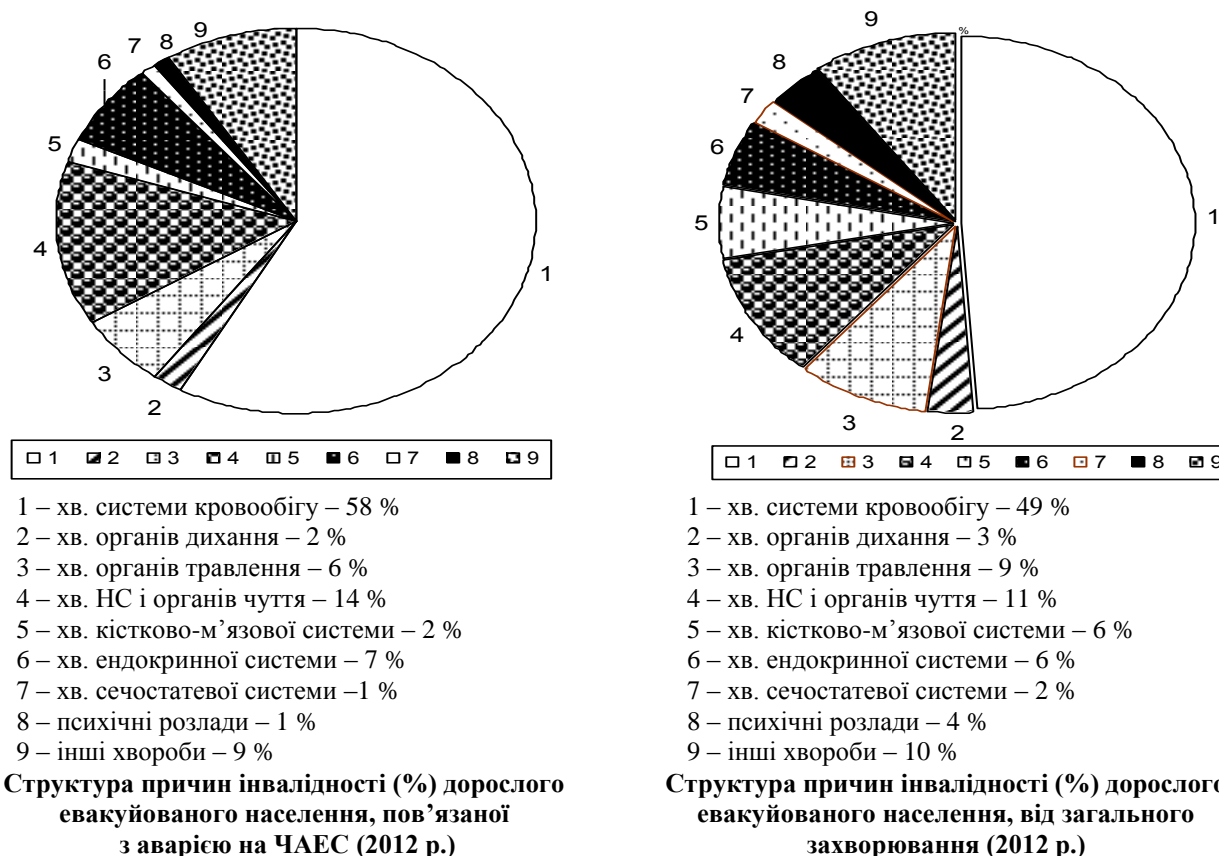 9
8
7
6
5
4
3
2
1
1 2 3 4 5 6 7 8 9
1 – хв. системи кровообігу – 58 %
2 – хв. органів дихання – 2 %
3 – хв. органів травлення – 6 %
4 – хв. НС і органів чуття – 14 %
5 – хв. кістково-м’язової системи – 2 %
6 – хв. ендокринної системи – 7 %
7 – хв. сечостатевої системи –1 %
8 – психічні розлади – 1 %
9 – інші хвороби – 9 %
Структура причин інвалідності (%) дорослого
евакуйованого населення, пов’язаної
з аварією на ЧАЕС (2012 р.)
9
%
8
7
6
5
4
3
2
1
1 2 3 4 5 6 7 8 9
1 – хв. системи кровообігу – 49 %
2 – хв. органів дихання – 3 %
3 – хв. органів травлення – 9 %
4 – хв. НС і органів чуття – 11 %
5 – хв. кістково-м’язової системи – 6 %
6 – хв. ендокринної системи – 6 %
7 – хв. сечостатевої системи – 2 %
8 – психічні розлади – 4 %
9 – інші хвороби – 10 %
Структура причин інвалідності (%) дорослого
евакуйованого населення, від загального
захворювання (2012 р.)